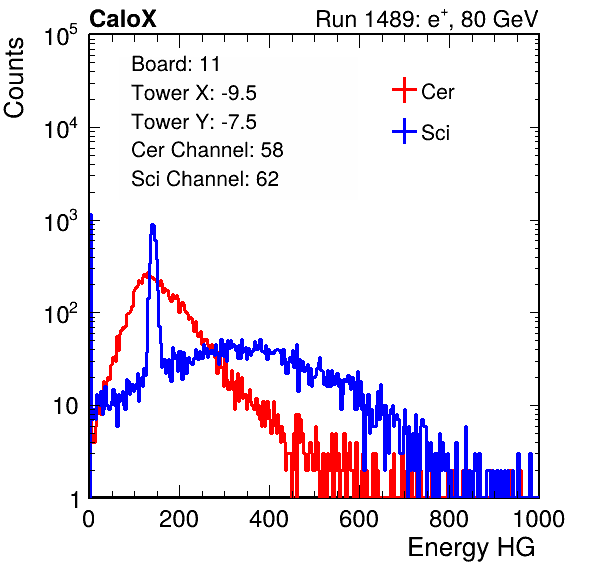 CaloX Run 1489: e⁺, 80 GeV
Counts
Board: 11
Tower X: -9.5
Tower Y: -7.5
Cer Channel: 58
Sci Channel: 62
Cer
Sci
10⁵
10⁴
10³
10²
10
1
0 200 400 600 800 1000
Energy HG